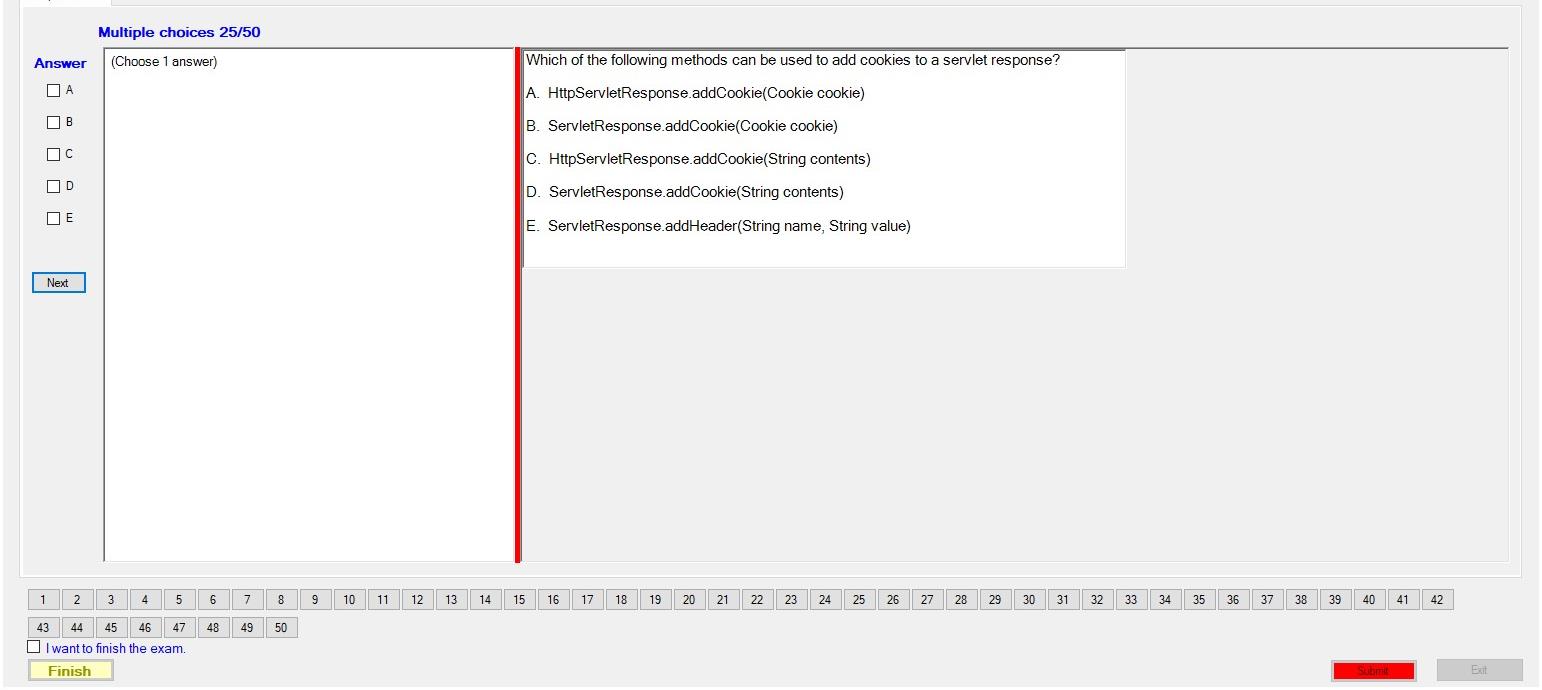 Multiple choices 25/50
Answer
(Choose 1 answer)
A
B
C
D
E
Next
Which of the following methods can be used to add cookies to a servlet response?
A. HttpServletResponse.addCookie(Cookie cookie)
B. ServletResponse.addCookie(Cookie cookie)
C. HttpServletResponse.addCookie(String contents)
D. ServletResponse.addCookie(String contents)
E. ServletResponse.addHeader(String name, String value)
1 2 3 4 5 6 7 8 9 10 11 12 13 14 15 16 17 18 19 20 21 22 23 24 25 26 27 28 29 30 31 32 33 34 35 36 37 38 39 40 41 42
43 44 45 46 47 48 49 50
I want to finish the exam.
Finish
Submit
Exit